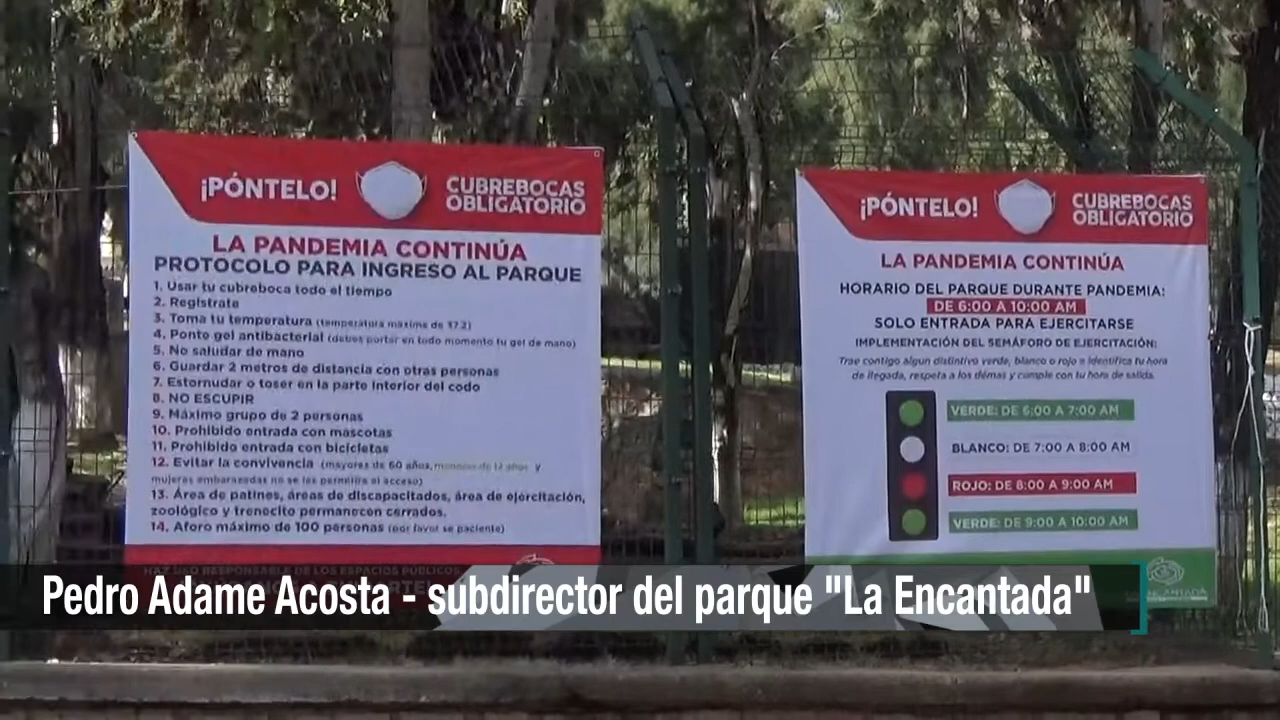 ¡PÓNTELO!
CUBREBOCAS
OBLIGATORIO
LA PANDEMIA CONTINÚA
PROTOCOLO PARA INGRESO AL PARQUE
1. Usar tu cubreboca todo el tiempo
2. Registrate
3. Toma tu temperatura (temperatura máxima de 37.2)
4. Ponte gel antibacterial (debes portar en todo momento tu gel de mano)
5. No saludar de mano
6. Guardar 2 metros de distancia con otras personas
7. Estornudar o toser en la parte interior del codo
8. NO ESCUPIR
9. Máximo grupo de 2 personas
10. Prohibido entrada con mascotas
11. Prohibido entrada con bicicletas
12. Evitar la convivencia (mayores de 60 años, menores de 12 años y
mujeres embarazadas no se les permitirá el acceso)
13. Área de patines, áreas de discapacitados, área de ejercitación,
zoológico y trenecito permanecen cerrados.
14. Aforo máximo de 100 personas (por favor se paciente)
HAZ USO RESPONSABLE DE LOS ESPACIOS PÚBLICOS
¡PÓNTELO!
CUBREBOCAS
OBLIGATORIO
LA PANDEMIA CONTINÚA
HORARIO DEL PARQUE DURANTE PANDEMIA:
DE 6:00 A 10:00 AM
SOLO ENTRADA PARA EJERCITARSE
IMPLEMENTACIÓN DEL SEMÁFORO DE EJERCITACIÓN:
Trae contigo algun distintivo verde, blanco o rojo e identifica tu hora
de llegada, respeta a los démas y cumple con tu hora de salida.
VERDE: DE 6:00 A 7:00 AM
BLANCO: DE 7:00 A 8:00 AM
ROJO: DE 8:00 A 9:00 AM
VERDE: DE 9:00 A 10:00 AM
ENCANTADA
Pedro Adame Acosta - subdirector del parque "La Encantada"